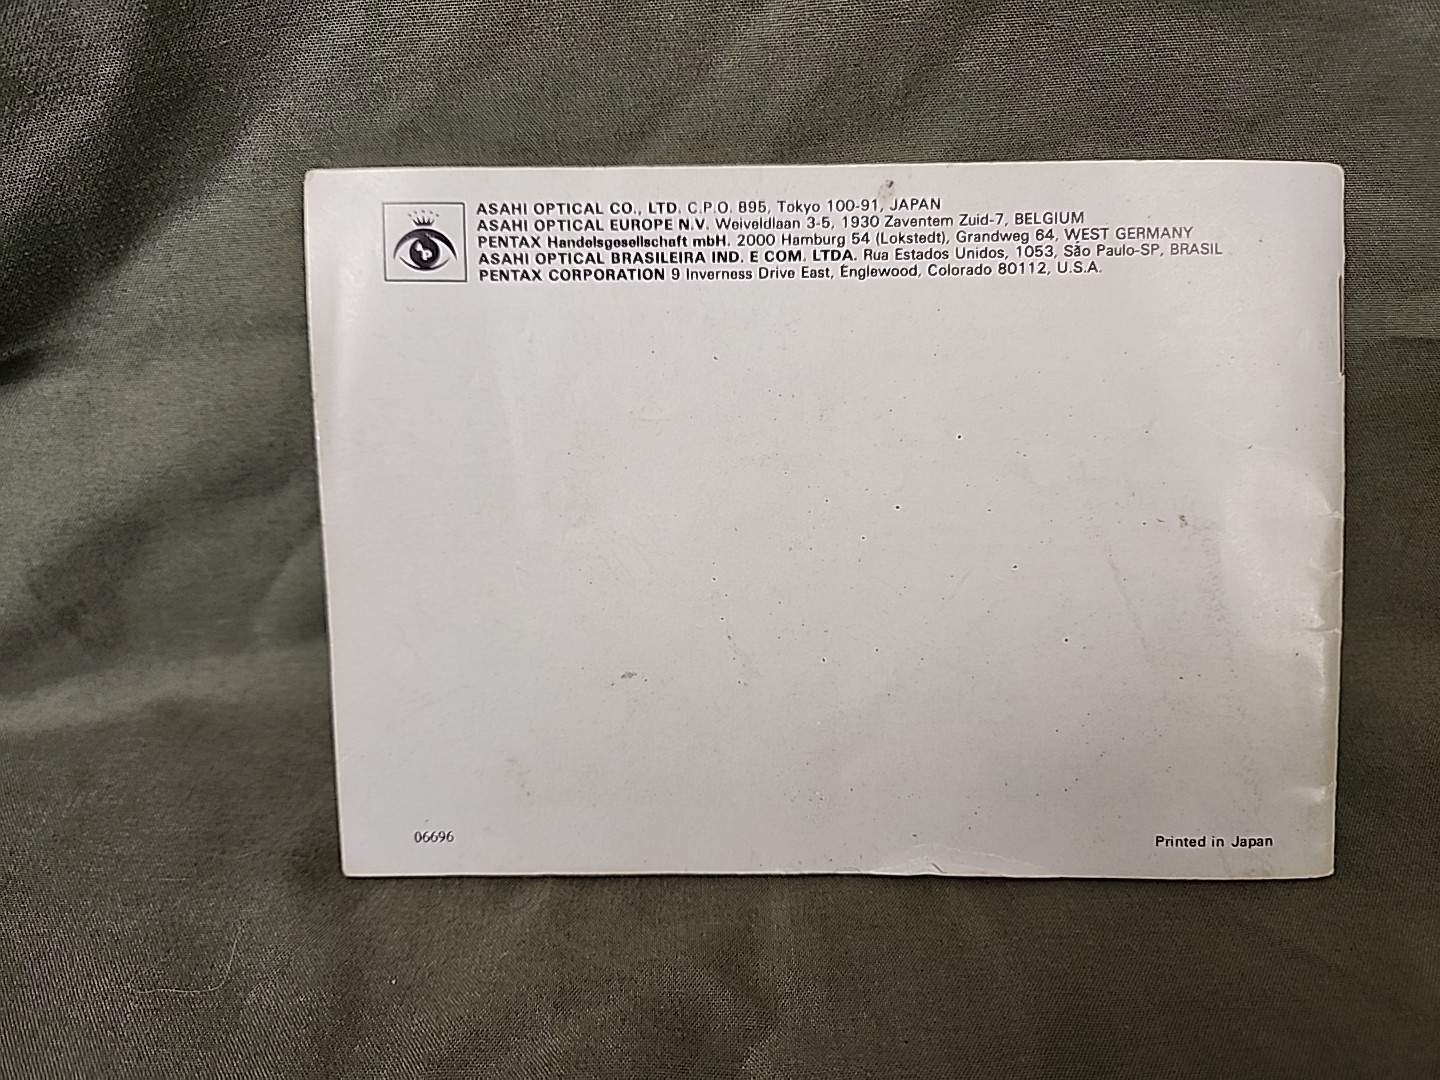 ASAHI OPTICAL CO., LTD. C.P.O. 895, Tokyo 100-91, JAPAN
ASAHI OPTICAL EUROPE N.V. Weiveldlaan 3-5, 1930 Zaventem Zuid-7, BELGIUM
PENTAX Handelsgesellschaft mbH. 2000 Hamburg 54 (Lokstedt), Grandweg 64, WEST GERMANY
ASAHI OPTICAL BRASILEIRA IND. E COM. LTDA. Rua Estados Unidos, 1053, São Paulo-SP, BRASIL
PENTAX CORPORATION 9 Inverness Drive East, Englewood, Colorado 80112, U.S.A.
06696
Printed in Japan